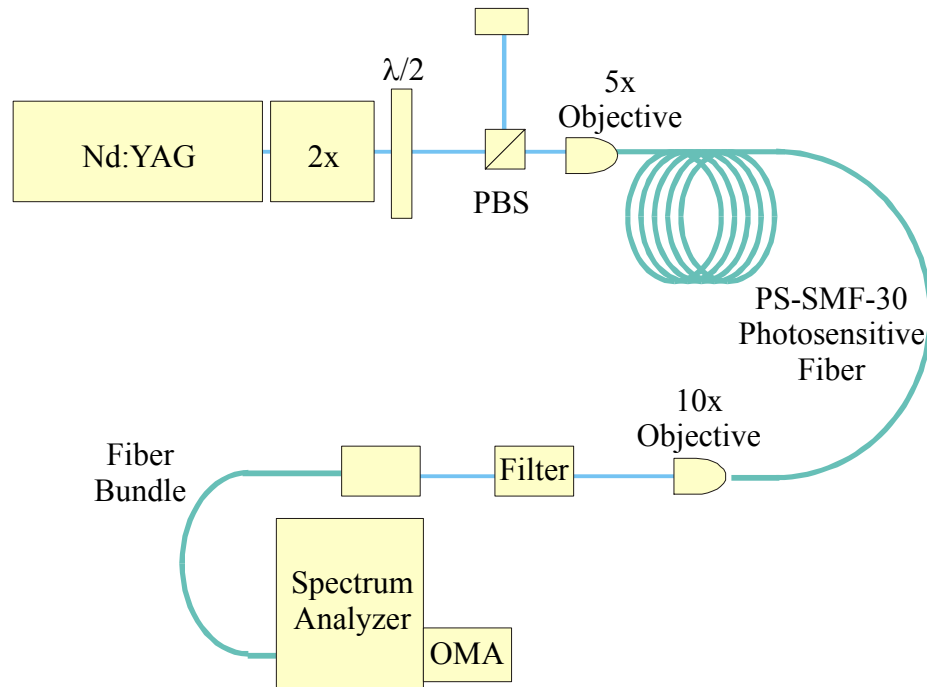 λ/2
5x
Objective
Nd:YAG
2x
PBS
PS-SMF-30
Photosensitive
Fiber
10x
Objective
Filter
Fiber
Bundle
Spectrum
Analyzer
OMA